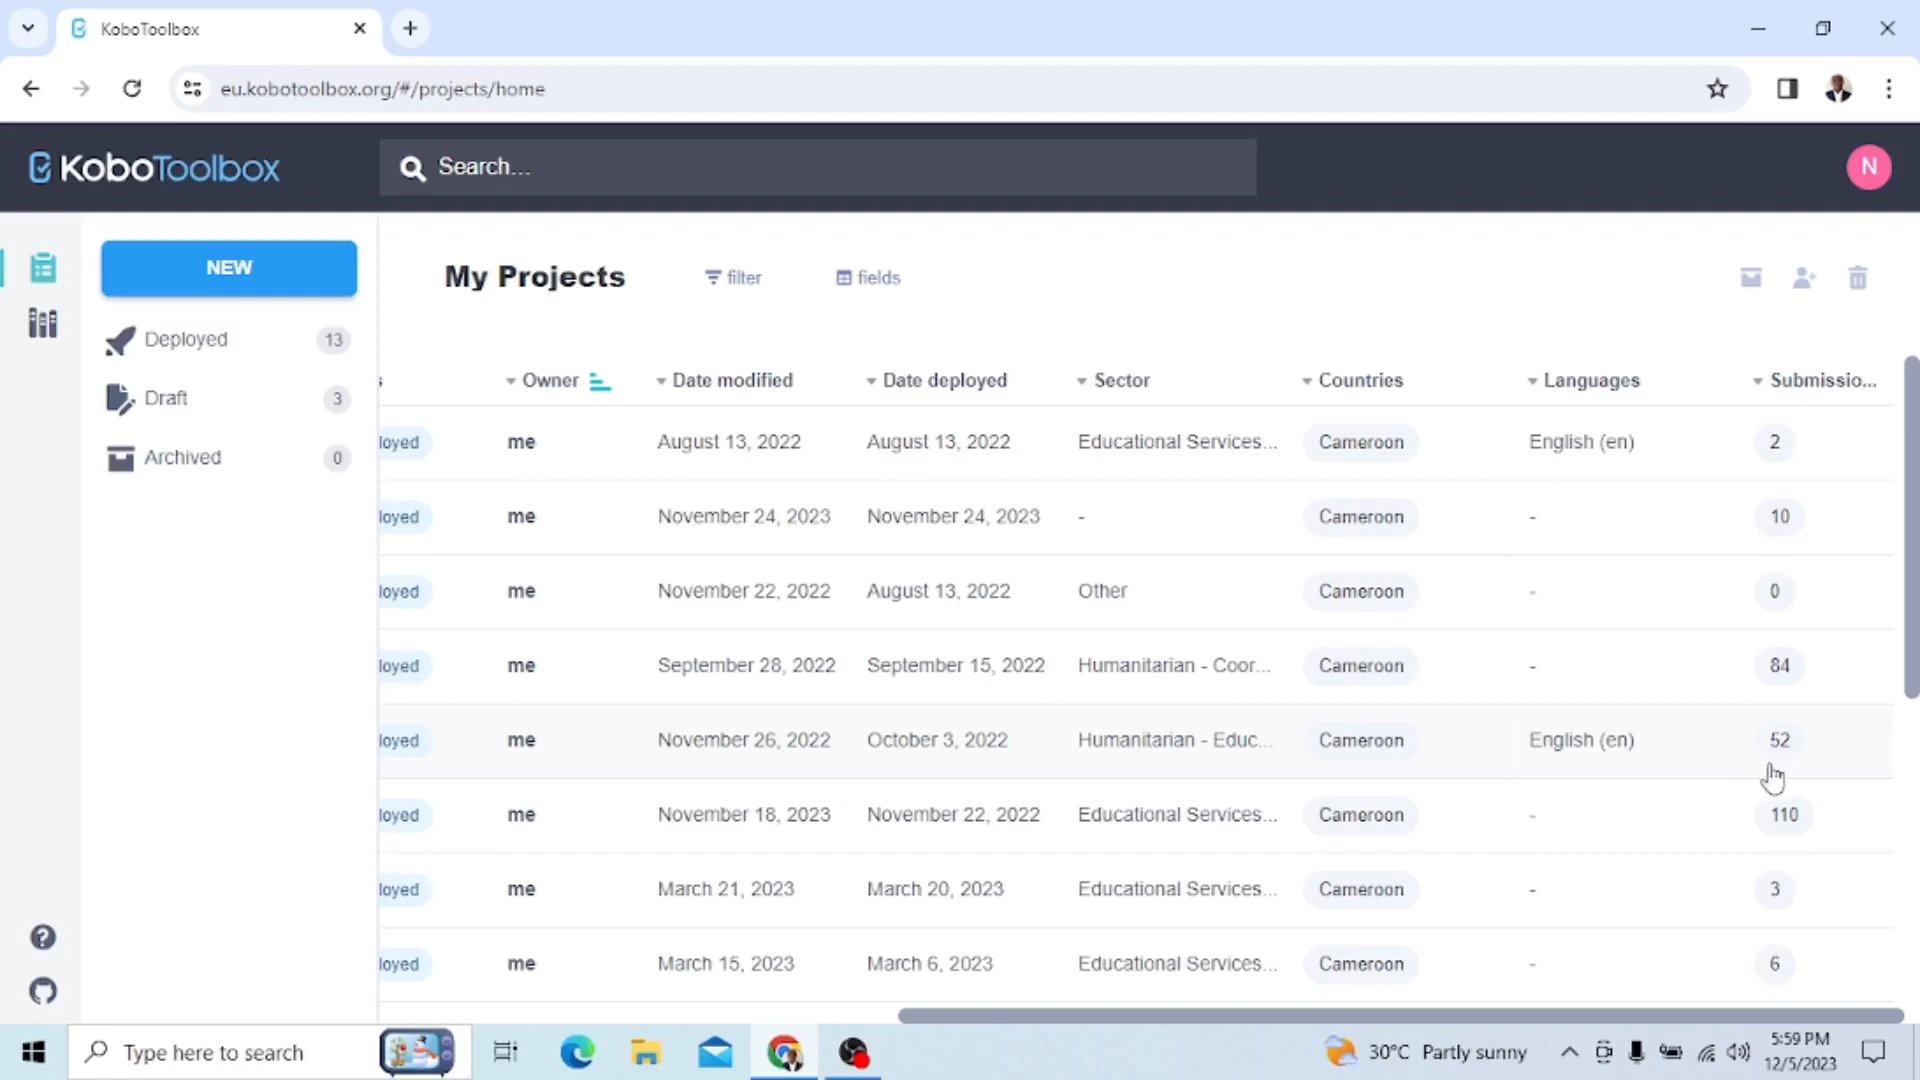 KoboToolbox
eu.kobotoolbox.org/#/projects/home
KoboToolbox
Search...
N
NEW
My Projects
filter
fields
Deployed 13
Draft 3
Archived 0
Owner Date modified Date deployed Sector Countries Languages Submissio...
loyed me August 13, 2022 August 13, 2022 Educational Services... Cameroon English (en) 2
loyed me November 24, 2023 November 24, 2023 - Cameroon - 10
loyed me November 22, 2022 August 13, 2022 Other Cameroon - 0
loyed me September 28, 2022 September 15, 2022 Humanitarian - Coor... Cameroon - 84
loyed me November 26, 2022 October 3, 2022 Humanitarian - Educ... Cameroon English (en) 52
loyed me November 18, 2023 November 22, 2022 Educational Services... Cameroon - 110
loyed me March 21, 2023 March 20, 2023 Educational Services... Cameroon - 3
loyed me March 15, 2023 March 6, 2023 Educational Services... Cameroon - 6
Type here to search
30°C Partly sunny
5:59 PM
12/5/2023